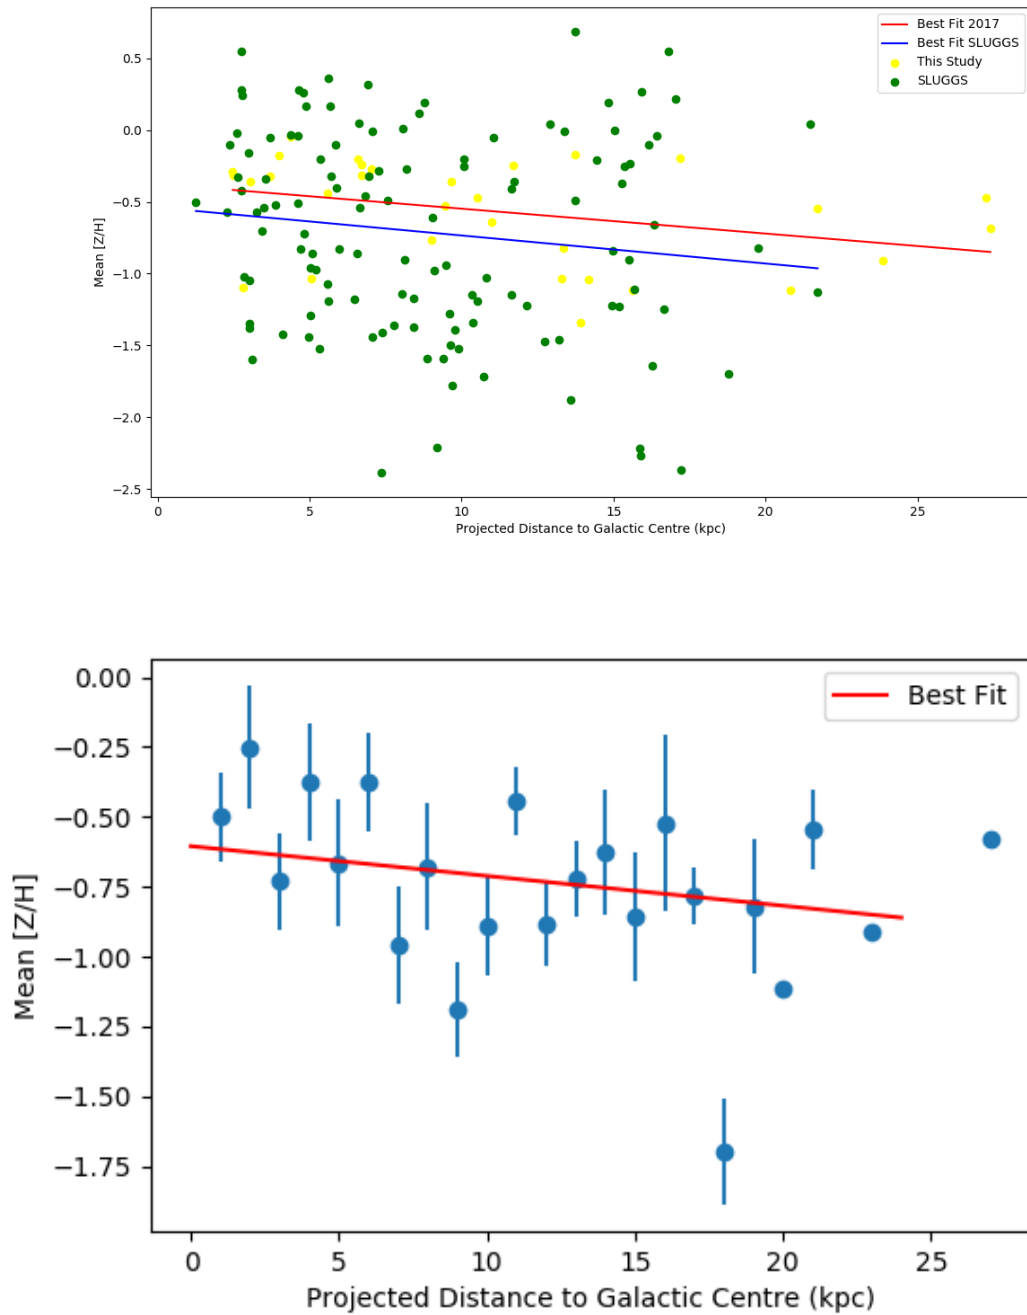 Best Fit 2017
Best Fit SLUGGS
This Study
SLUGGS
0.5
0.0
−0.5
−1.0
−1.5
−2.0
−2.5
Mean [Z/H]
0 5 10 15 20 25
Projected Distance to Galactic Centre (kpc)
Best Fit
0.00
−0.25
−0.50
−0.75
−1.00
−1.25
−1.50
−1.75
Mean [Z/H]
0 5 10 15 20 25
Projected Distance to Galactic Centre (kpc)